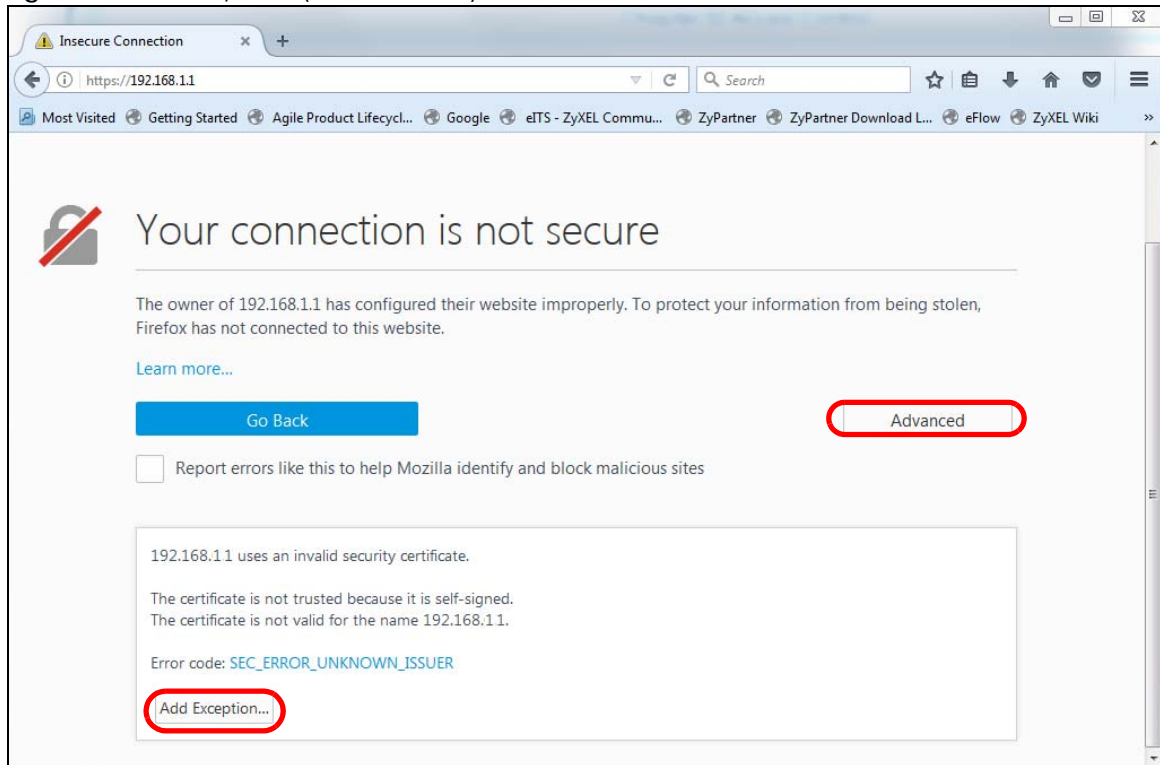 Insecure Connection
https://192.168.1.1
Search
Most Visited Getting Started Agile Product Lifecycl... Google eITS - ZyXEL Commu... ZyPartner ZyPartner Download L... eFlow ZyXEL Wiki
Your connection is not secure
The owner of 192.168.1.1 has configured their website improperly. To protect your information from being stolen,
Firefox has not connected to this website.
Learn more...
Go Back
Advanced
Report errors like this to help Mozilla identify and block malicious sites
192.168.1 1 uses an invalid security certificate.
The certificate is not trusted because it is self-signed.
The certificate is not valid for the name 192.168.1 1.
Error code: SEC_ERROR_UNKNOWN_ISSUER
Add Exception...